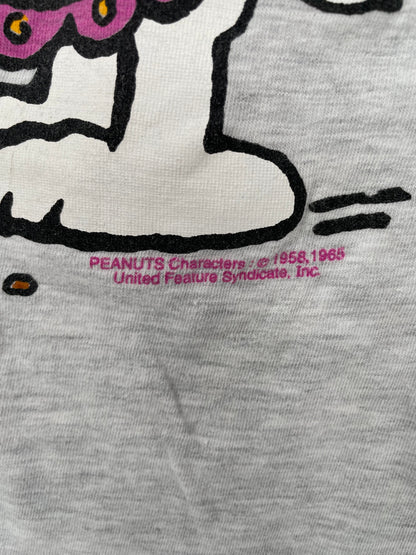 PEANUTS Characters : © 1958,1965
United Feature Syndicate, Inc.